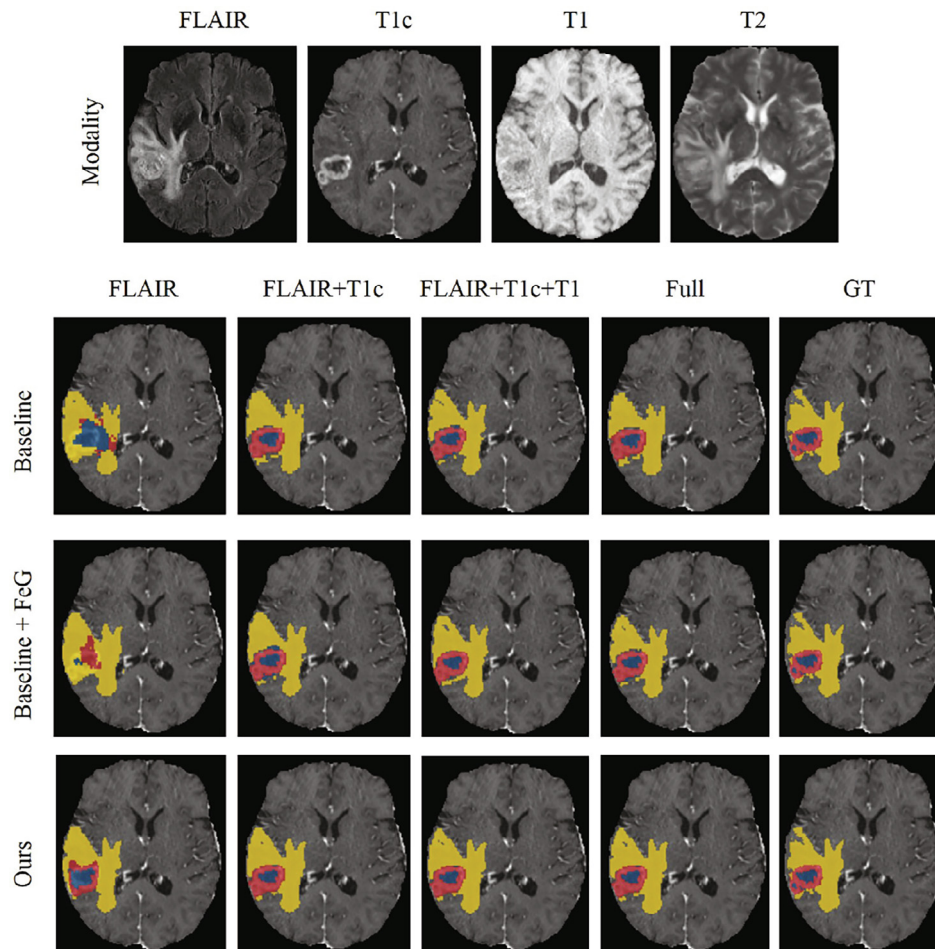 FLAIR T1c T1 T2
Modality
FLAIR FLAIR+T1c FLAIR+T1c+T1 Full GT
Baseline
Baseline + FcG
Ours